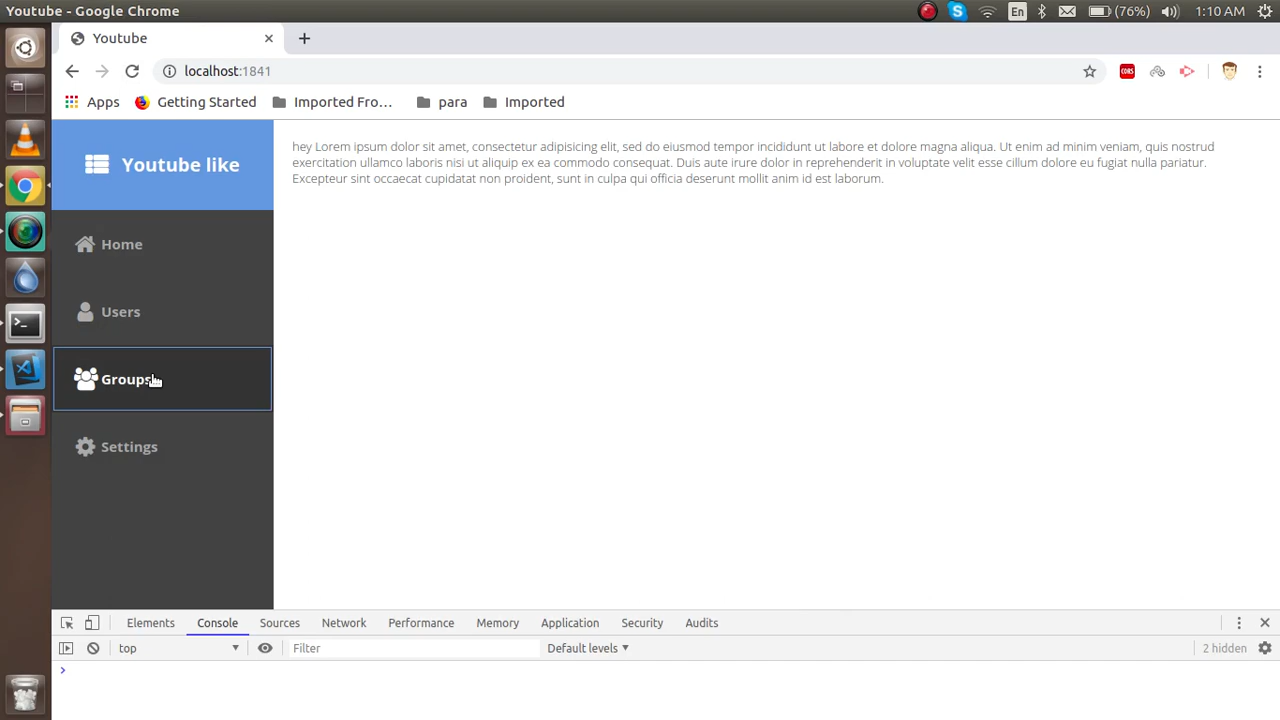 Youtube - Google Chrome
En
(76%)
1:10 AM
Youtube
localhost:1841
CORS
Apps
Getting Started
Imported Fro...
para
Imported
Youtube like
Home
Users
Groups
Settings
hey Lorem ipsum dolor sit amet, consectetur adipisicing elit, sed do eiusmod tempor incididunt ut labore et dolore magna aliqua. Ut enim ad minim veniam, quis nostrud
exercitation ullamco laboris nisi ut aliquip ex ea commodo consequat. Duis aute irure dolor in reprehenderit in voluptate velit esse cillum dolore eu fugiat nulla pariatur.
Excepteur sint occaecat cupidatat non proident, sunt in culpa qui officia deserunt mollit anim id est laborum.
Elements
Console
Sources
Network
Performance
Memory
Application
Security
Audits
top
Filter
Default levels
2 hidden